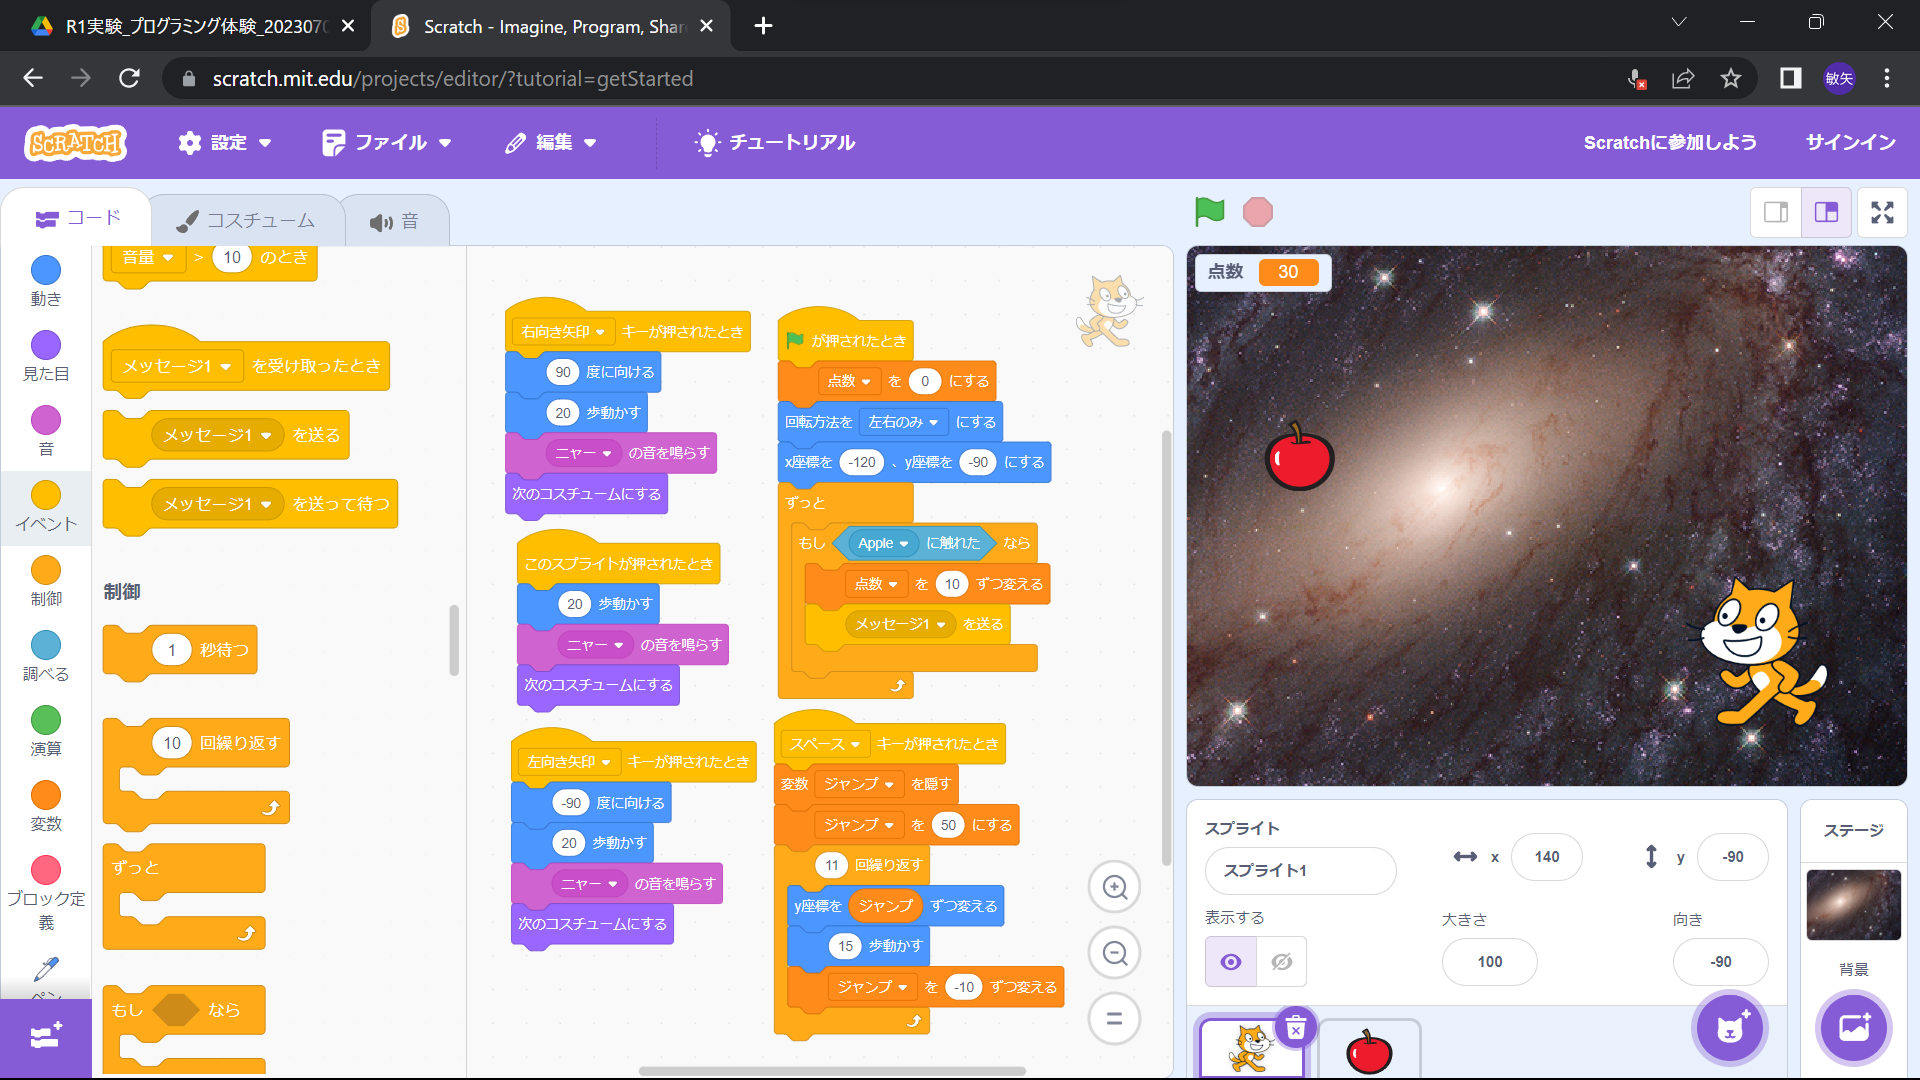 R1実験_プログラミング体験_2023070
Scratch - Imagine, Program, Shar
scratch.mit.edu/projects/editor/?tutorial=getStarted
敏矢
SCRATCH
設定
ファイル
編集
チュートリアル
Scratchに参加しよう
サインイン
コード
コスチューム
音
動き
見た目
音
イベント
制御
調べる
演算
変数
ブロック定
義
ペン
音量 > 10 のとき
メッセージ1 を受け取ったとき
メッセージ1 を送る
メッセージ1 を送って待つ
制御
1 秒待つ
10 回繰り返す
ずっと
もし なら
右向き矢印 キーが押されたとき
90 度に向ける
20 歩動かす
ニャー の音を鳴らす
次のコスチュームにする
このスプライトが押されたとき
20 歩動かす
ニャー の音を鳴らす
次のコスチュームにする
左向き矢印 キーが押されたとき
-90 度に向ける
20 歩動かす
ニャー の音を鳴らす
次のコスチュームにする
が押されたとき
点数 を 0 にする
回転方法を 左右のみ にする
x座標を -120 、y座標を -90 にする
ずっと
もし Apple に触れた なら
点数 を 10 ずつ変える
メッセージ1 を送る
スペース キーが押されたとき
変数 ジャンプ を隠す
ジャンプ を 50 にする
11 回繰り返す
y座標を ジャンプ ずつ変える
15 歩動かす
ジャンプ を -10 ずつ変える
点数 30
スプライト
スプライト1
x 140
y -90
表示する
大きさ
100
向き
-90
ステージ
背景